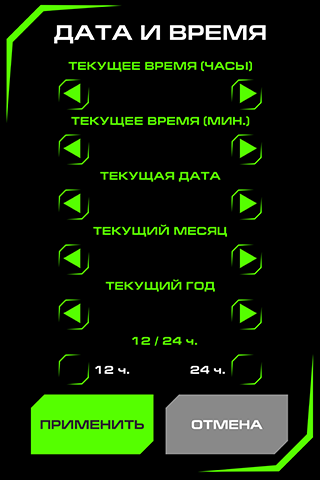 ДАТА И ВРЕМЯ
ТЕКУЩЕЕ ВРЕМЯ (ЧАСЫ)
ТЕКУЩЕЕ ВРЕМЯ (МИН.)
ТЕКУЩАЯ ДАТА
ТЕКУЩИЙ МЕСЯЦ
ТЕКУЩИЙ ГОД
12 / 24 ч.
12 ч. 24 ч.
ПРИМЕНИТЬ ОТМЕНА